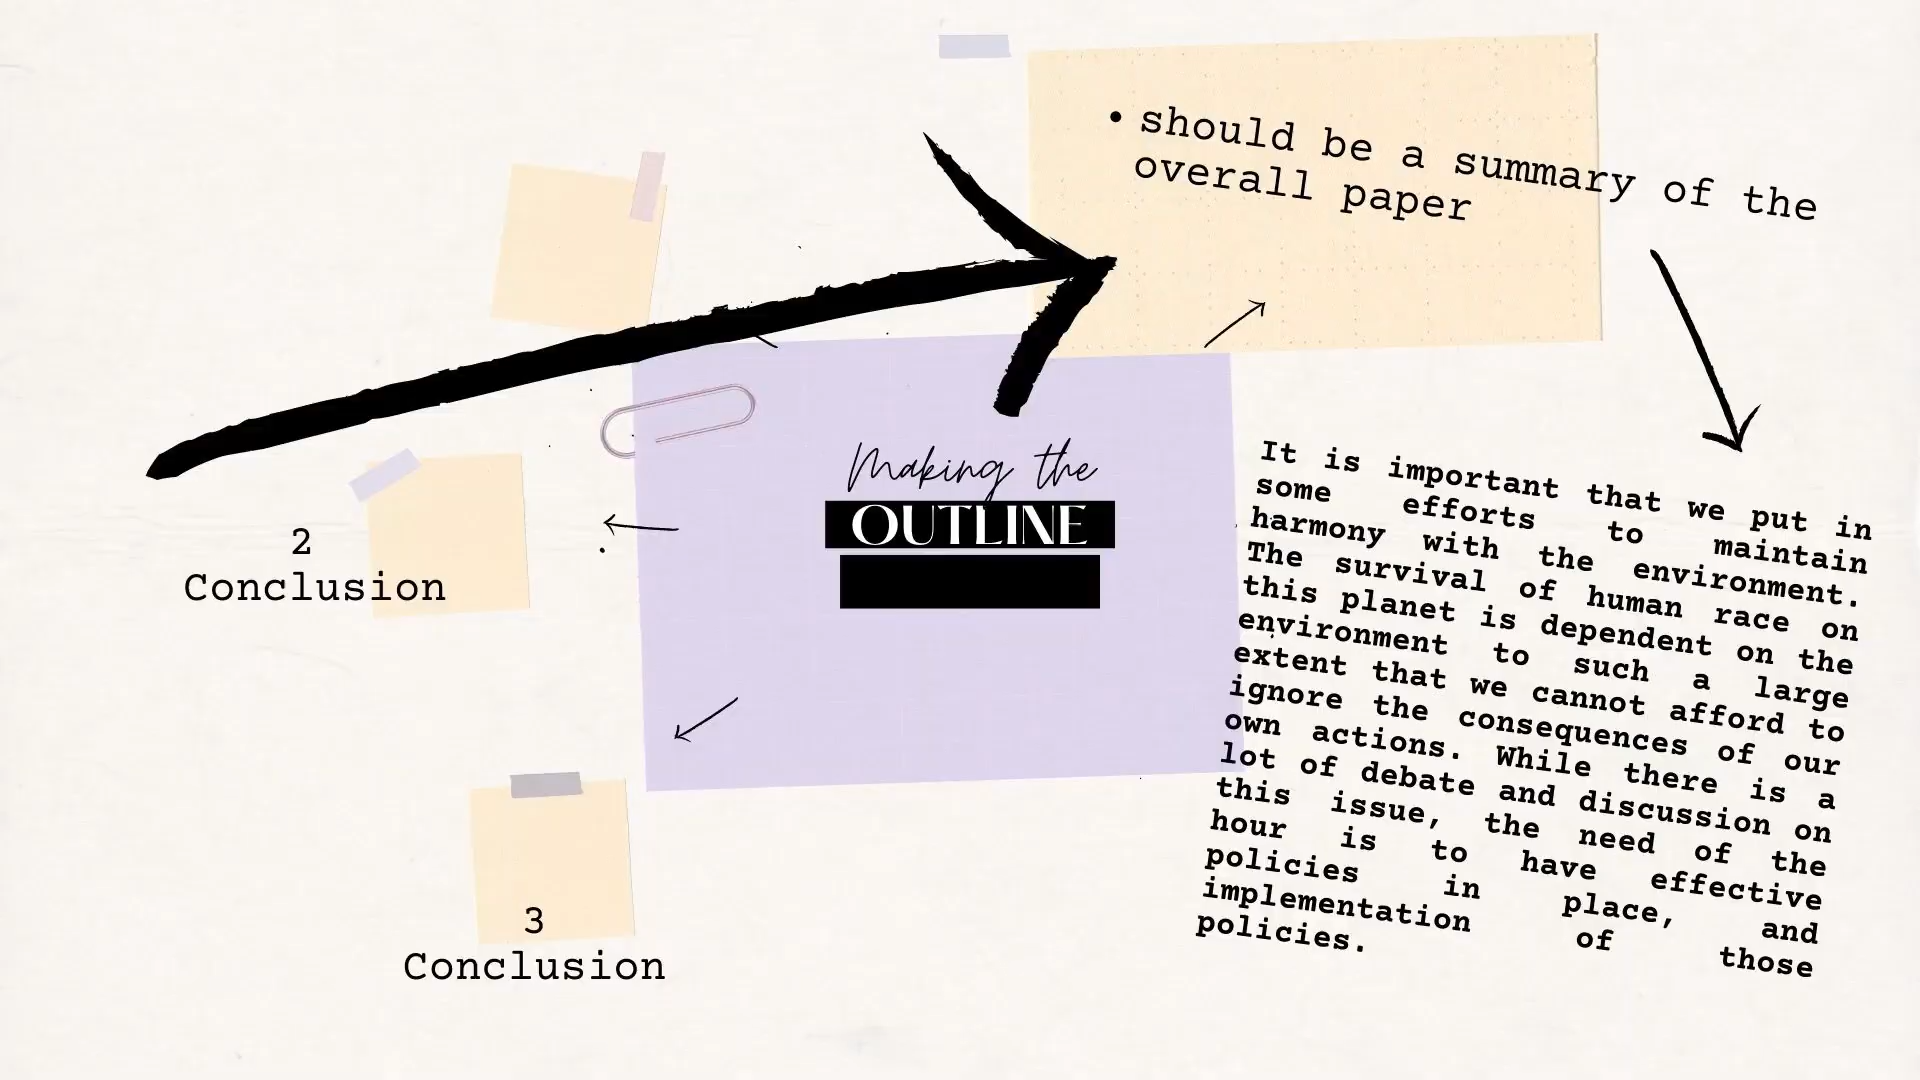 • should be a summary of the
overall paper
Making the
OUTLINE
2
Conclusion
3
Conclusion
It is important that we put in
some efforts to maintain
harmony with the environment.
The survival of human race on
this planet is dependent on the
environment to such a large
extent that we cannot afford to
ignore the consequences of our
own actions. While there is a
lot of debate and discussion on
this issue, the need of the
hour is to have effective
policies in place, and
implementation of those
policies.